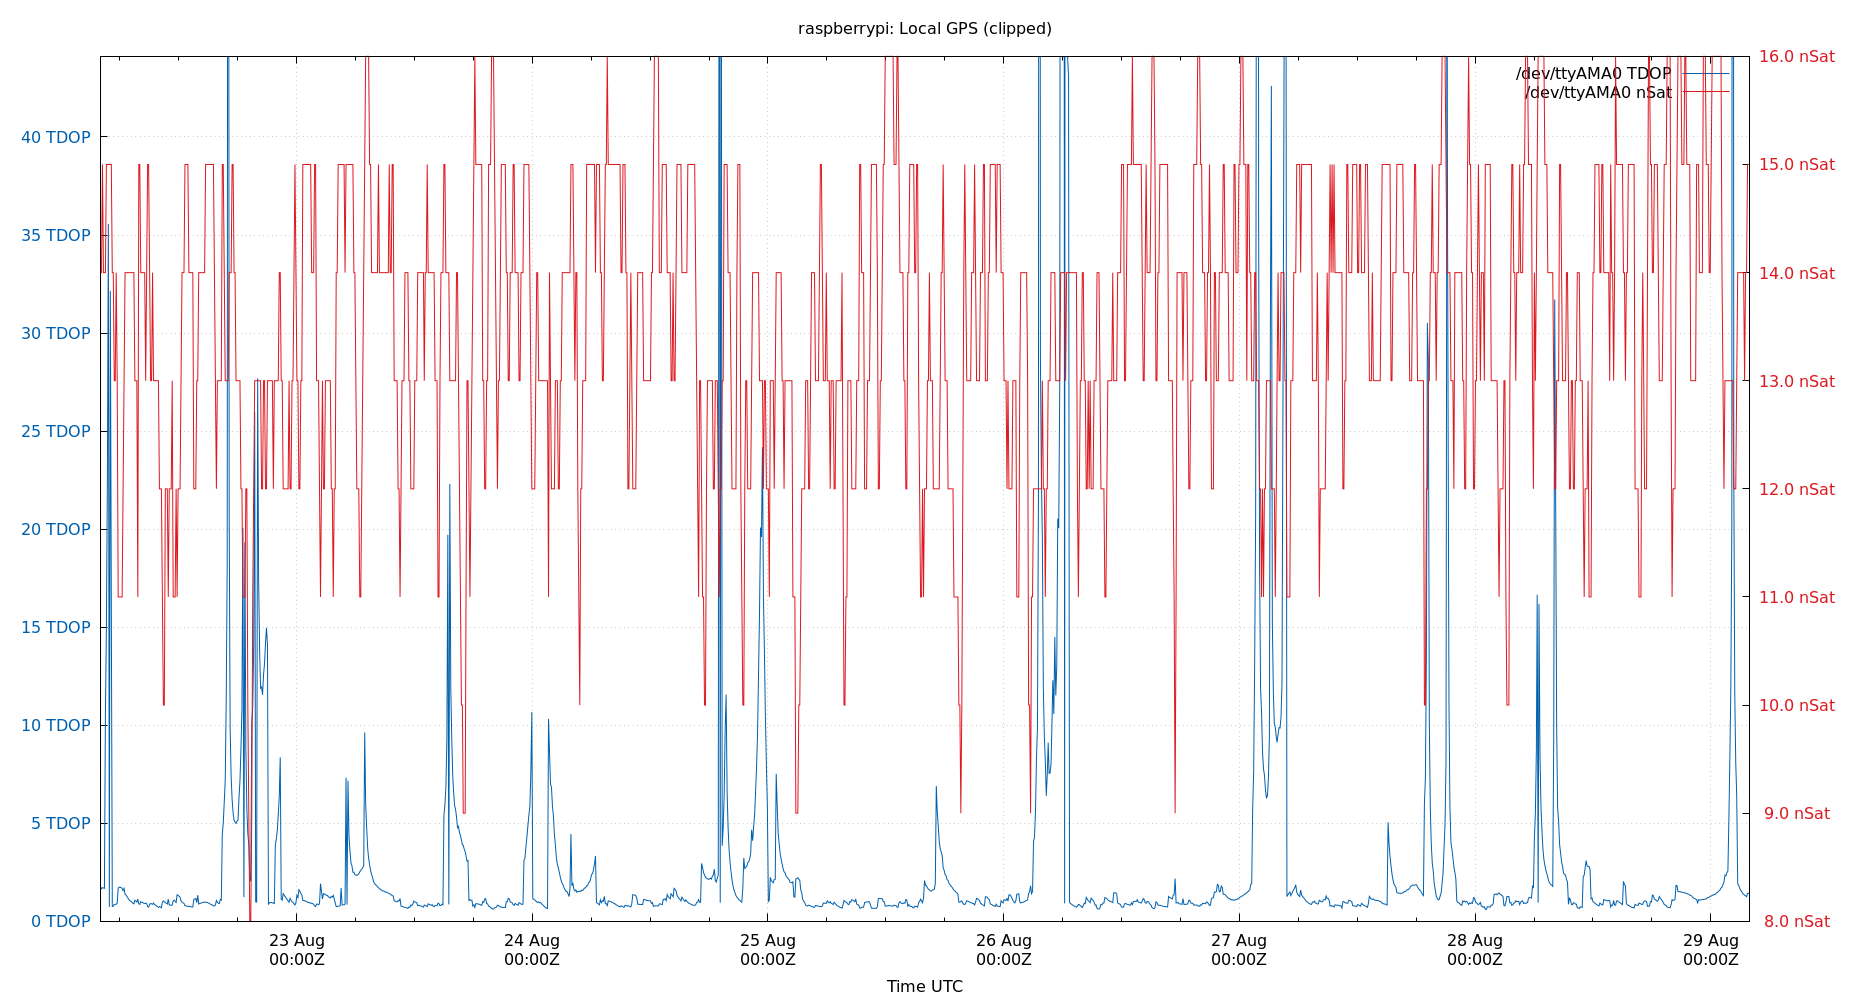 raspberrypi: Local GPS (clipped)
/dev/ttyAMA0 TDOP
/dev/ttyAMA0 nSat
40 TDOP
35 TDOP
30 TDOP
25 TDOP
20 TDOP
15 TDOP
10 TDOP
5 TDOP
0 TDOP
16.0 nSat
15.0 nSat
14.0 nSat
13.0 nSat
12.0 nSat
11.0 nSat
10.0 nSat
9.0 nSat
8.0 nSat
23 Aug
00:00Z
24 Aug
00:00Z
25 Aug
00:00Z
26 Aug
00:00Z
27 Aug
00:00Z
28 Aug
00:00Z
29 Aug
00:00Z
Time UTC